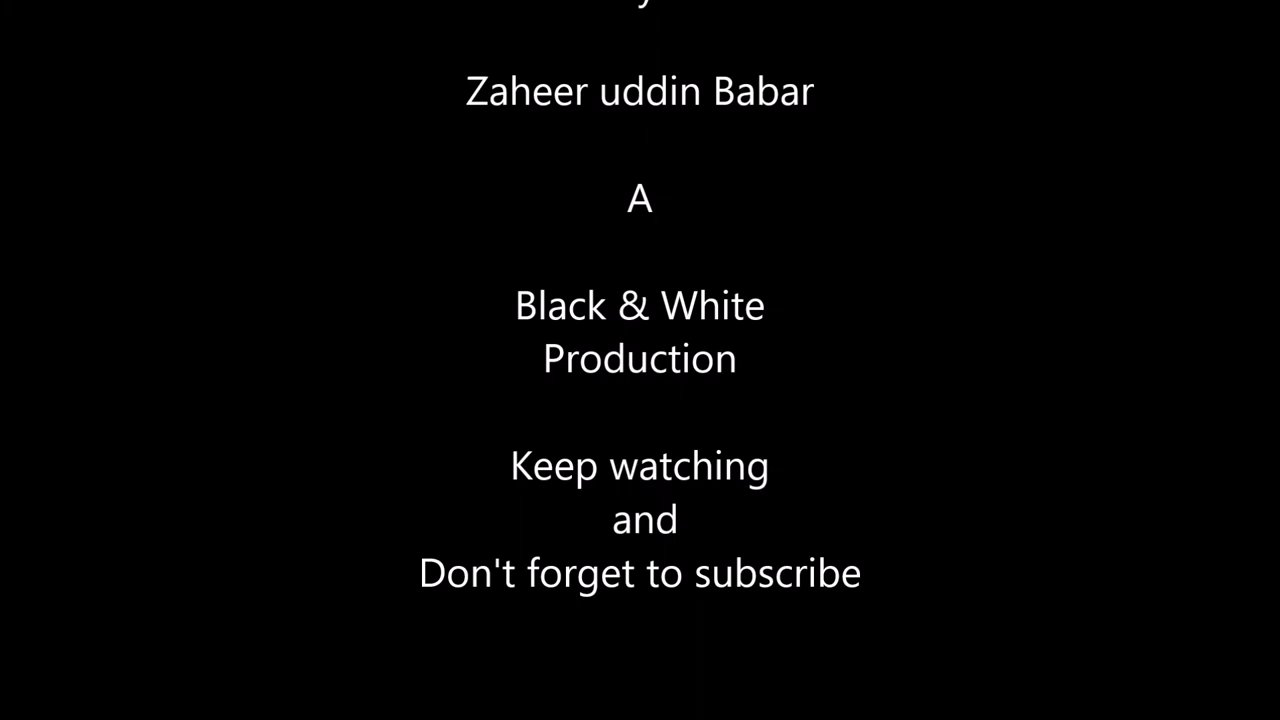 Zaheer uddin Babar
A
Black & White
Production
Keep watching
and
Don't forget to subscribe